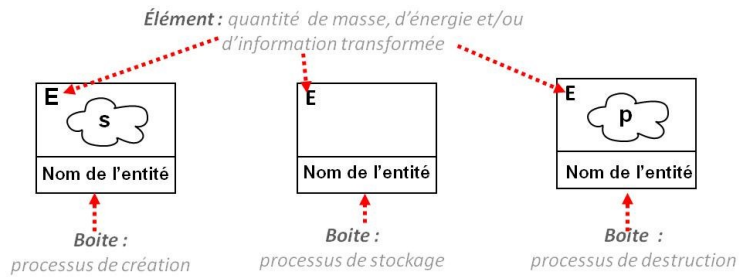 Élément : quantité de masse, d'énergie et/ou
d'information transformée
E
s
Nom de l'entité
E
Nom de l'entité
E
p
Nom de l'entité
Boite :
processus de création
Boite :
processus de stockage
Boite :
processus de destruction